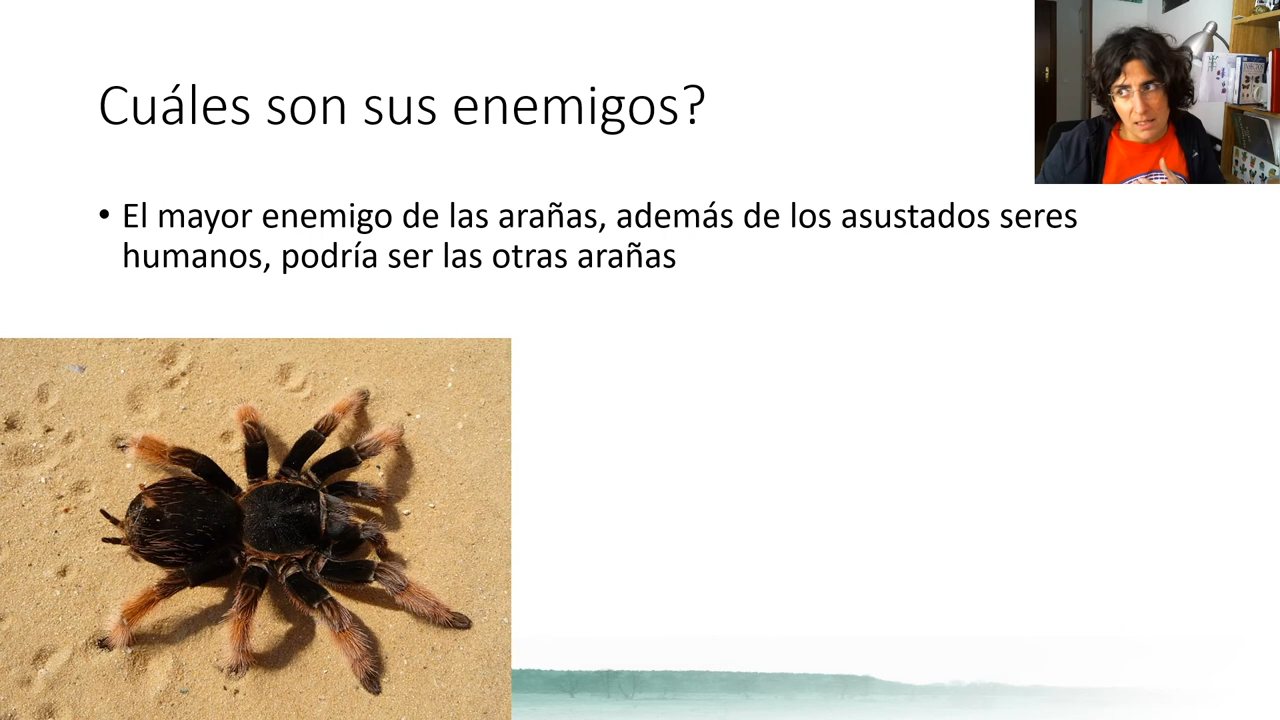 Cuáles son sus enemigos?
• El mayor enemigo de las arañas, además de los asustados seres
humanos, podría ser las otras arañas